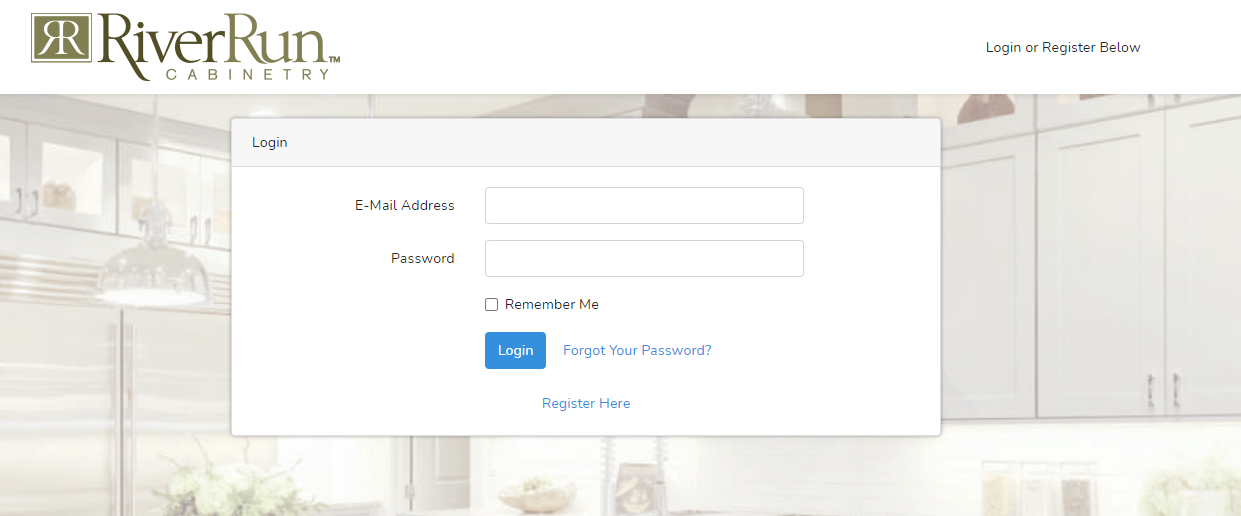 RR RiverRun™
CABINETRY
Login or Register Below
Login
E-Mail Address
Password
Remember Me
Login Forgot Your Password?
Register Here